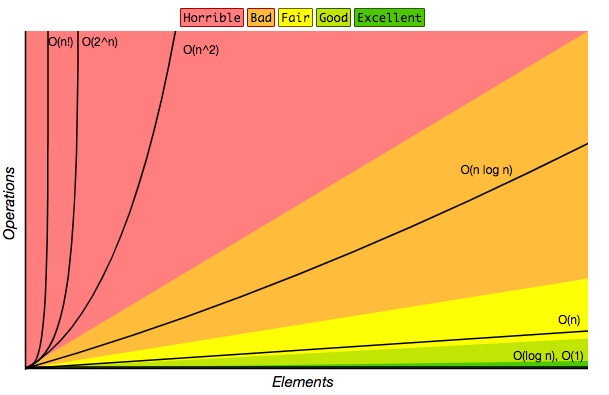 Horrible Bad Fair Good Excellent
O(n!) O(2^n)
O(n^2)
O(n log n)
O(n)
O(log n), O(1)
Operations
Elements